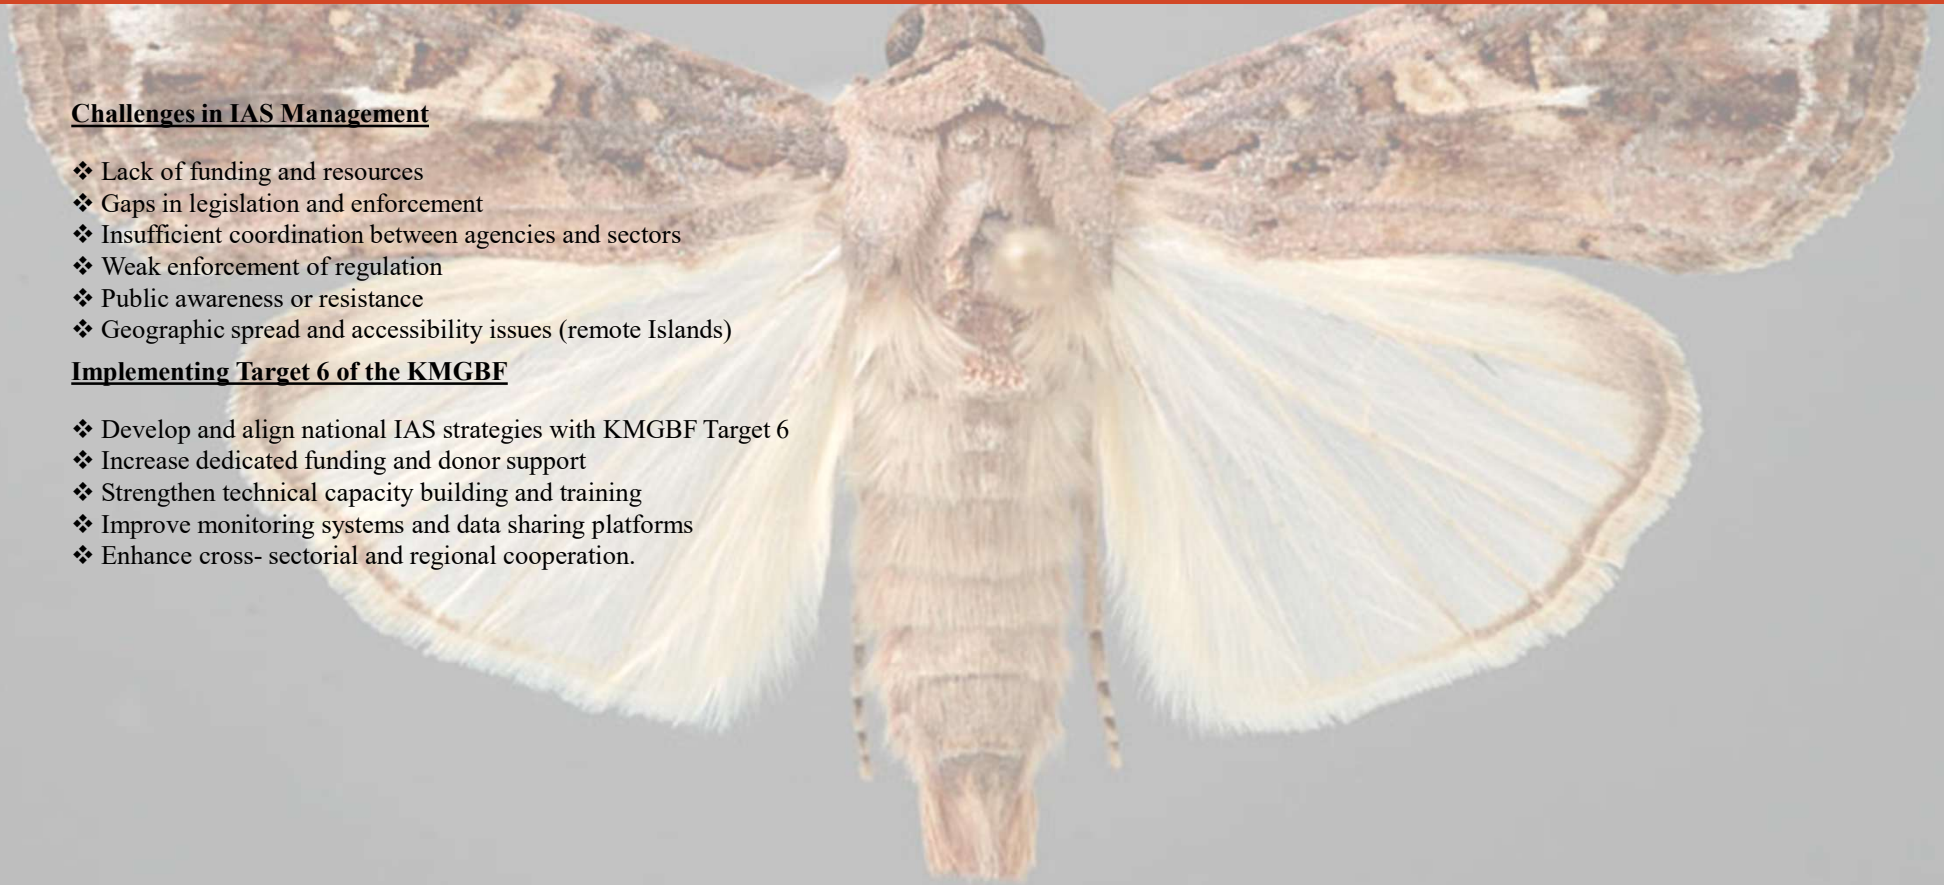 Challenges in IAS Management
❖ Lack of funding and resources
❖ Gaps in legislation and enforcement
❖ Insufficient coordination between agencies and sectors
❖ Weak enforcement of regulation
❖ Public awareness or resistance
❖ Geographic spread and accessibility issues (remote Islands)
Implementing Target 6 of the KMGBF
❖ Develop and align national IAS strategies with KMGBF Target 6
❖ Increase dedicated funding and donor support
❖ Strengthen technical capacity building and training
❖ Improve monitoring systems and data sharing platforms
❖ Enhance cross- sectorial and regional cooperation.